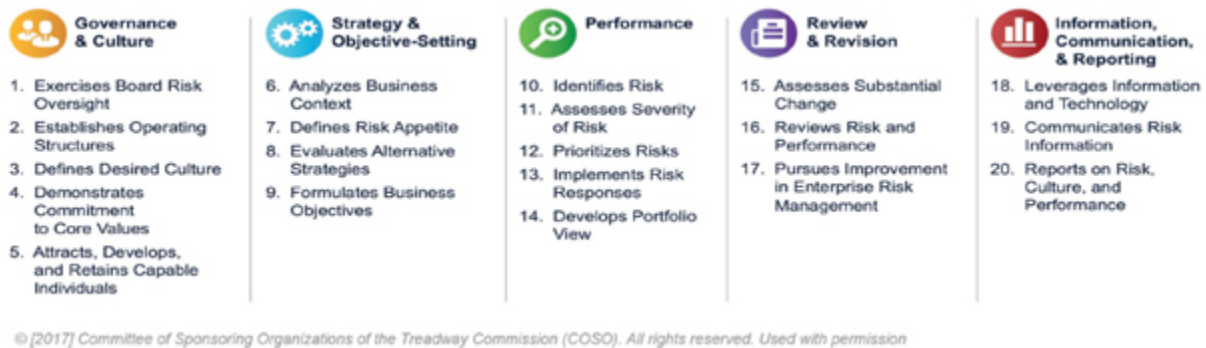 Governance
& Culture
1. Exercises Board Risk
Oversight
2. Establishes Operating
Structures
3. Defines Desired Culture
4. Demonstrates
Commitment
to Core Values
5. Attracts, Develops,
and Retains Capable
Individuals
Strategy &
Objective-Setting
6. Analyzes Business
Context
7. Defines Risk Appetite
8. Evaluates Alternative
Strategies
9. Formulates Business
Objectives
Performance
10. Identifies Risk
11. Assesses Severity
of Risk
12. Prioritizes Risks
13. Implements Risk
Responses
14. Develops Portfolio
View
Review
& Revision
15. Assesses Substantial
Change
16. Reviews Risk and
Performance
17. Pursues Improvement
in Enterprise Risk
Management
Information,
Communication,
& Reporting
18. Leverages Information
and Technology
19. Communicates Risk
Information
20. Reports on Risk,
Culture, and
Performance
© [2017] Committee of Sponsoring Organizations of the Treadway Commission (COSO). All rights reserved. Used with permission